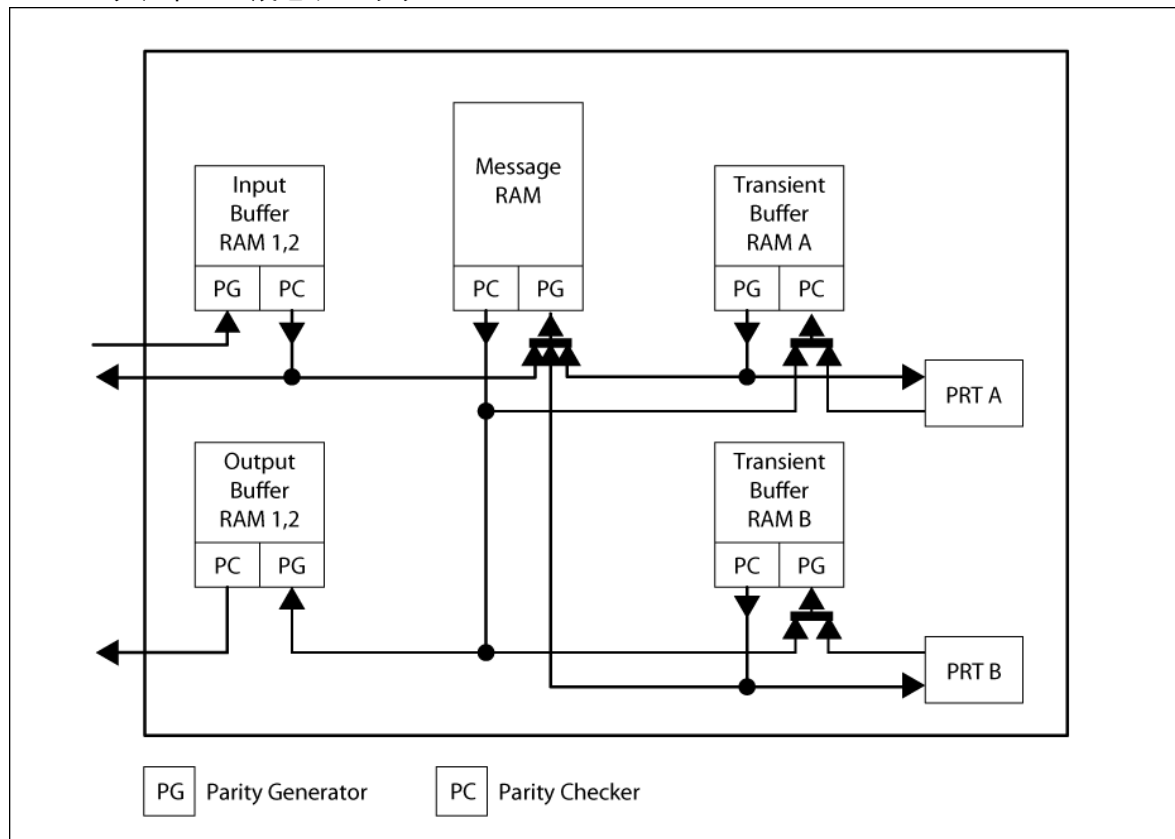 Input
Buffer
RAM 1,2
PG PC
Message
RAM
PC PG
Transient
Buffer
RAM A
PG PC
PRT A
Output
Buffer
RAM 1,2
PC PG
Transient
Buffer
RAM B
PC PG
PRT B
PG Parity Generator
PC Parity Checker